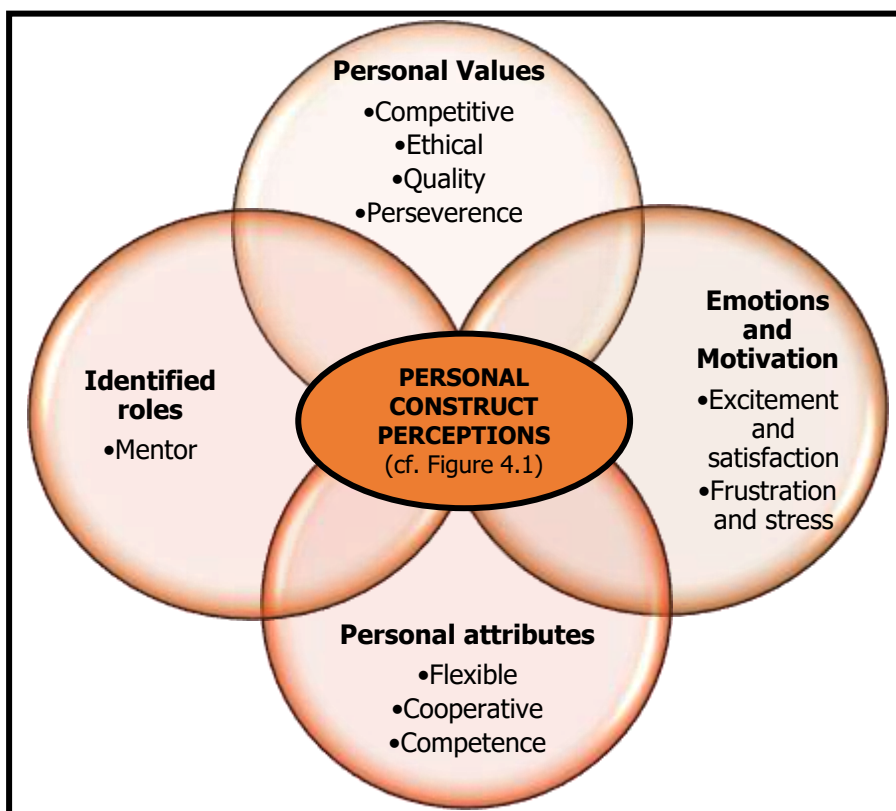 Personal Values
•Competitive
•Ethical
•Quality
•Perseverence
Emotions
and
Motivation
•Excitement
and
satisfaction
•Frustration
and stress
Identified
roles
•Mentor
PERSONAL
CONSTRUCT
PERCEPTIONS
(cf. Figure 4.1)
Personal attributes
•Flexible
•Cooperative
•Competence